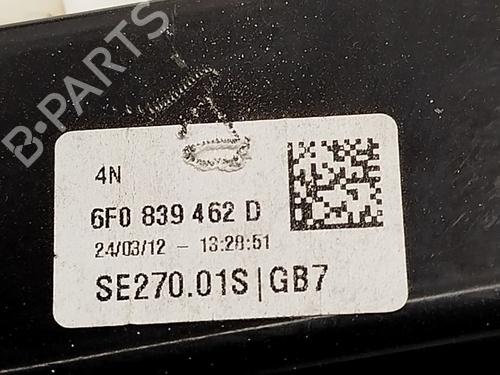 B-PARTS
4N
6F0 839 462 D
24/03/12 - 13:28:51
SE270.01S|GB7